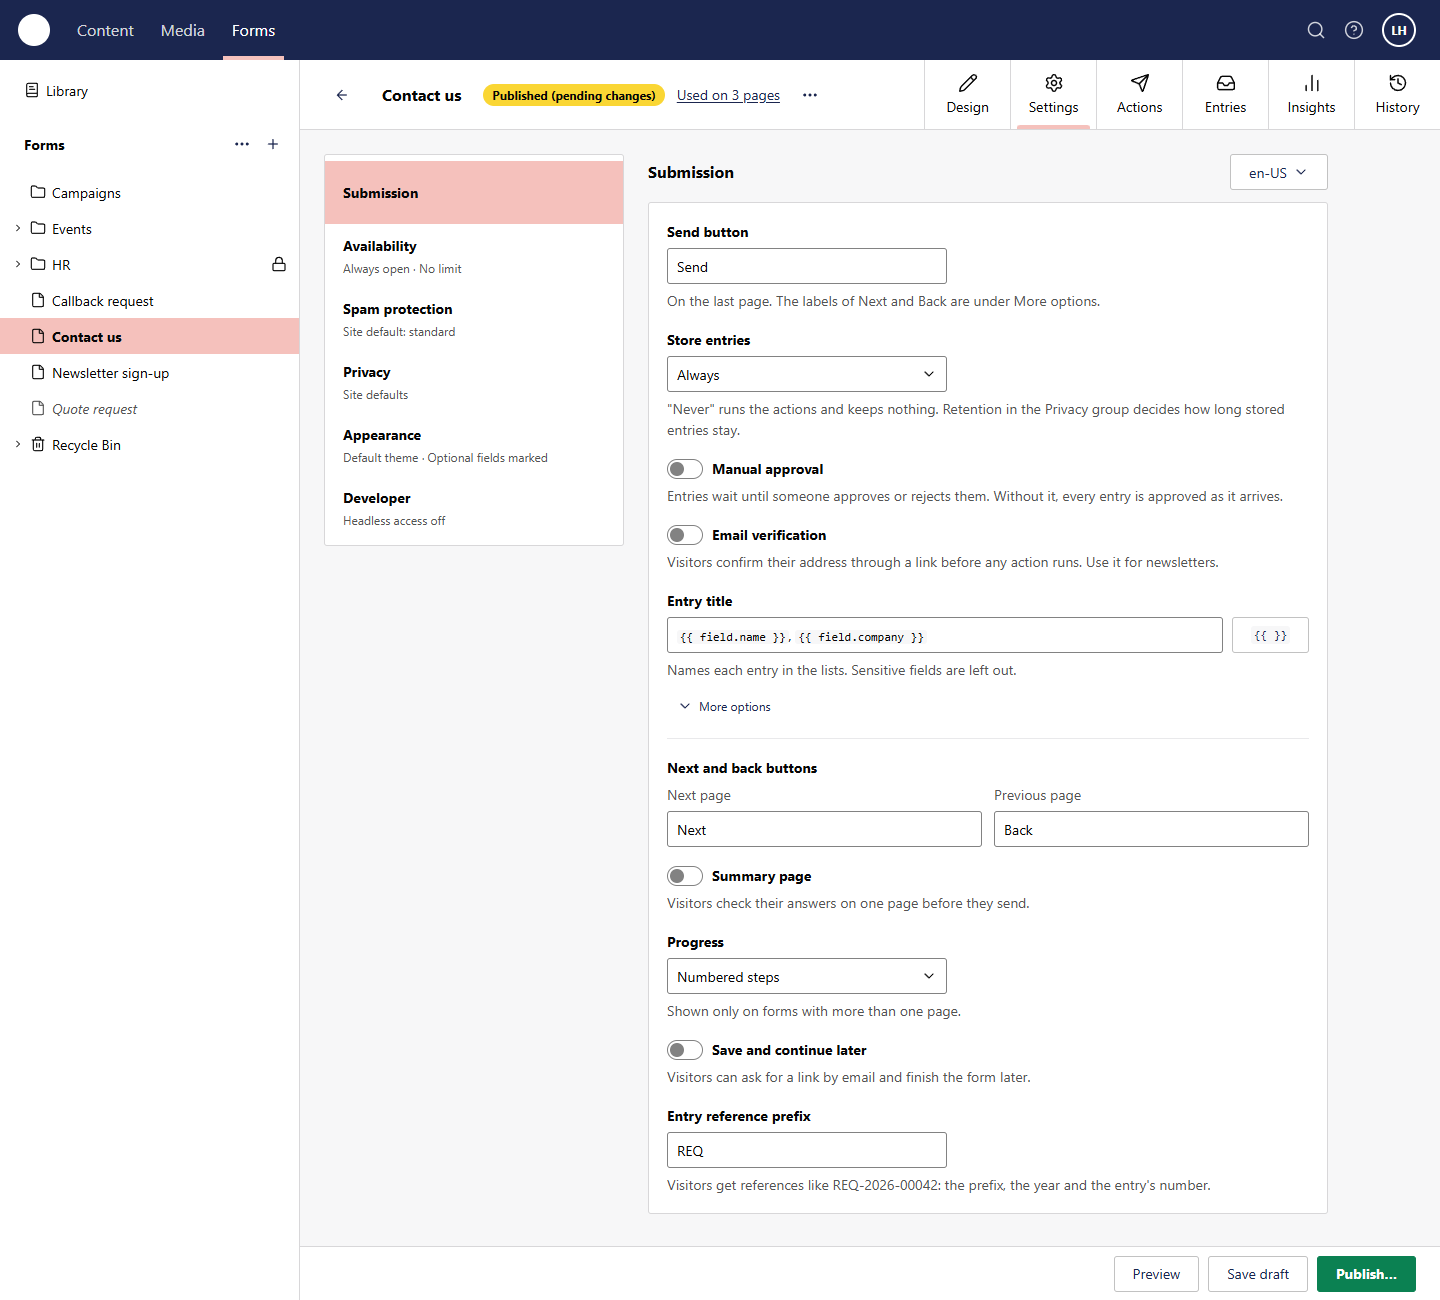 Content
Media
Forms
LH
Library
Forms
Campaigns
Events
HR
Callback request
Contact us
Newsletter sign-up
Quote request
Recycle Bin
Contact us
Published (pending changes)
Used on 3 pages
Design
Settings
Actions
Entries
Insights
History
Submission
Availability
Always open · No limit
Spam protection
Site default: standard
Privacy
Site defaults
Appearance
Default theme · Optional fields marked
Developer
Headless access off
Submission
en-US
Send button
Send
On the last page. The labels of Next and Back are under More options.
Store entries
Always
"Never" runs the actions and keeps nothing. Retention in the Privacy group decides how long stored
entries stay.
Manual approval
Entries wait until someone approves or rejects them. Without it, every entry is approved as it arrives.
Email verification
Visitors confirm their address through a link before any action runs. Use it for newsletters.
Entry title
{{ field.name }}, {{ field.company }}
{{ }}
Names each entry in the lists. Sensitive fields are left out.
More options
Next and back buttons
Next page
Previous page
Next
Back
Summary page
Visitors check their answers on one page before they send.
Progress
Numbered steps
Shown only on forms with more than one page.
Save and continue later
Visitors can ask for a link by email and finish the form later.
Entry reference prefix
REQ
Visitors get references like REQ-2026-00042: the prefix, the year and the entry's number.
Preview
Save draft
Publish...